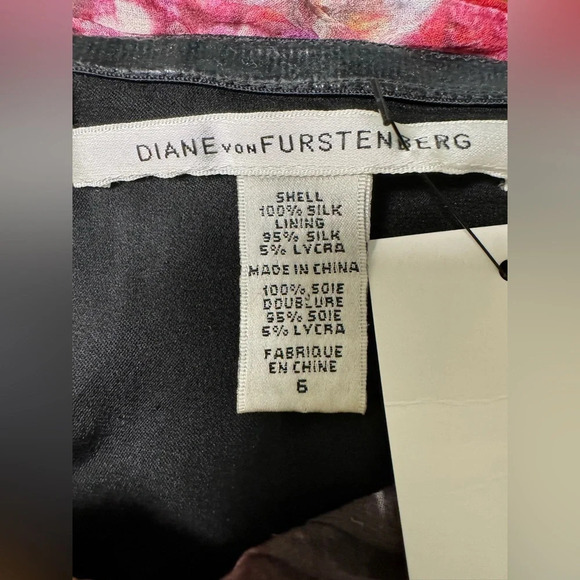 DIANE VON FURSTENBERG
SHELL
100% SILK
LINING
95% SILK
5% LYCRA
MADE IN CHINA
100% SOIE
DOUBLURE
95% SOIE
5% LYCRA
FABRIQUE
EN CHINE
6